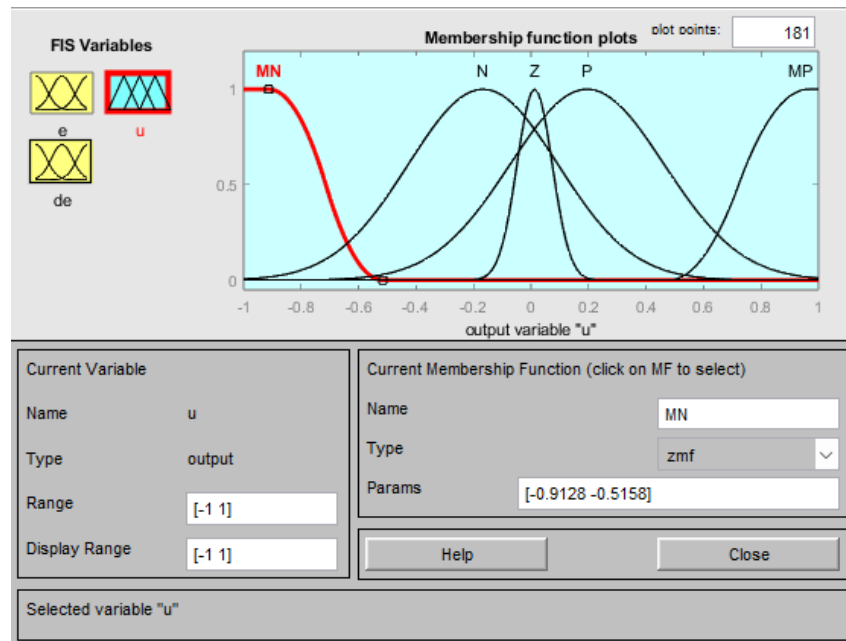 FIS Variables
Membership function plots
plot points:
181
e
u
de
MN
N
Z
P
MP
1
0.5
0
-1
-0.8
-0.6
-0.4
-0.2
0
0.2
0.4
0.6
0.8
1
output variable "u"
Current Variable
Name
u
Type
output
Range
[-1 1]
Display Range
[-1 1]
Current Membership Function (click on MF to select)
Name
MN
Type
zmf
Params
[-0.9128 -0.5158]
Help
Close
Selected variable "u"